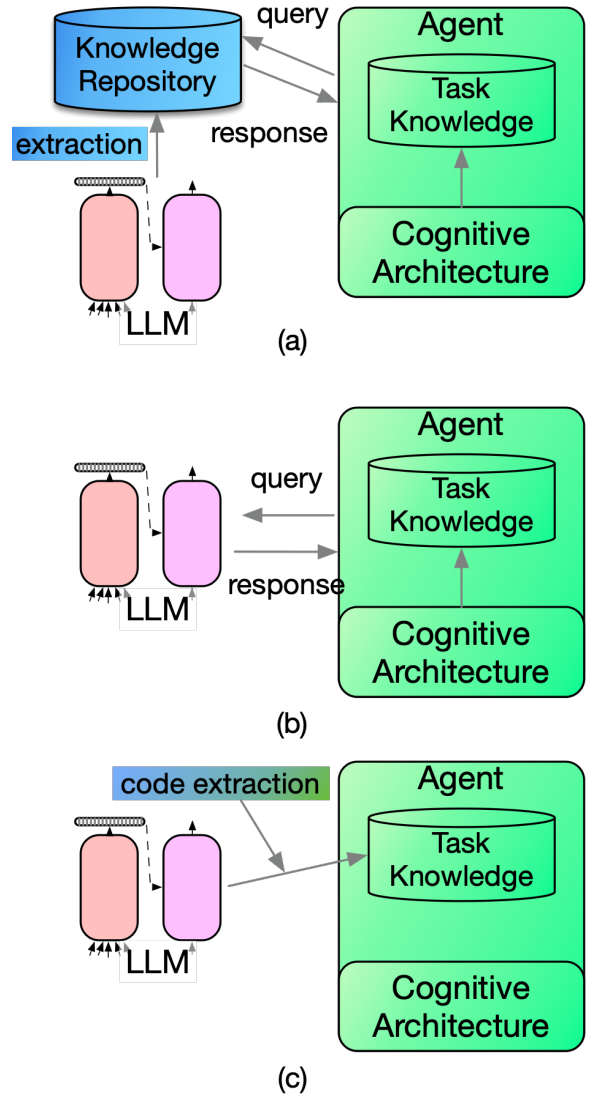 query
Agent
Knowledge
Repository
Task
Knowledge
response
extraction
Cognitive
Architecture
LLM
(a)
Agent
query
Task
Knowledge
response
LLM
Cognitive
Architecture
(b)
code extraction
Agent
Task
Knowledge
LLM
Cognitive
Architecture
(c)